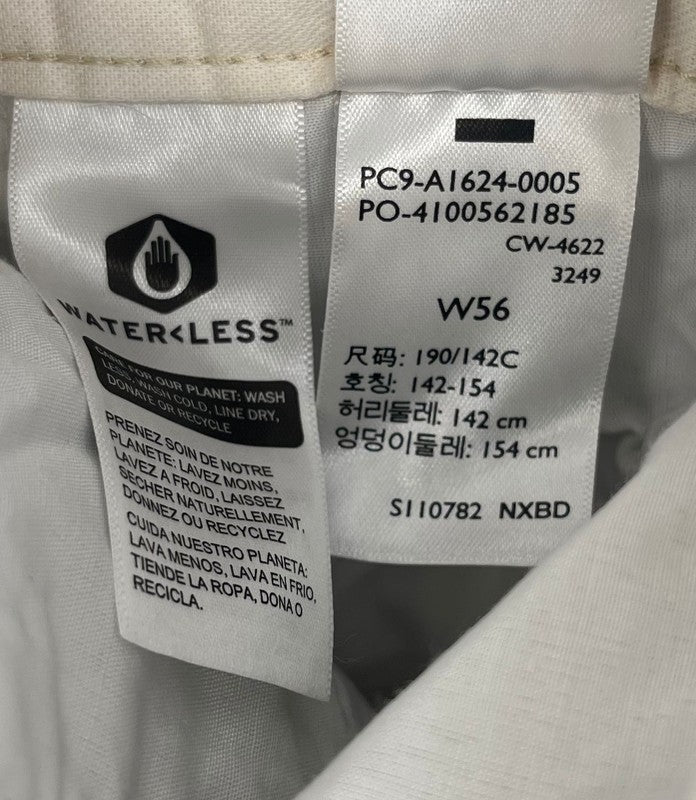 WATER<LESS™
CARE FOR OUR PLANET: WASH
LESS, WASH COLD, LINE DRY,
DONATE OR RECYCLE
PRENEZ SOIN DE NOTRE
PLANETE: LAVEZ MOINS,
LAVEZ A FROID, LAISSEZ
SECHER NATURELLEMENT,
DONNEZ OU RECYCLEZ
CUIDA NUESTRO PLANETA:
LAVA MENOS, LAVA EN FRIO,
TIENDE LA ROPA, DONA O
RECICLA.
PC9-A1624-0005
PO-4100562185
CW-4622
3249
W56
尺码: 190/142C
호칭: 142-154
허리둘레: 142 cm
엉덩이둘레: 154 cm
S110782 NXBD